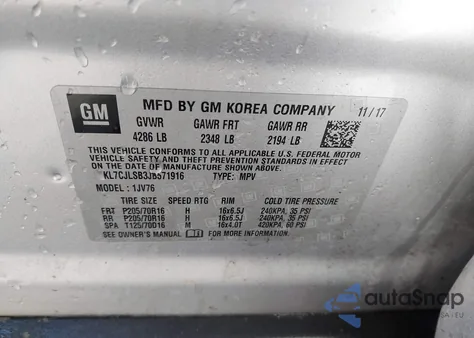 GM MFD BY GM KOREA COMPANY 11/17
GVWR GAWR FRT GAWR RR
4286 LB 2348 LB 2194 LB
THIS VEHICLE CONFORMS TO ALL APPLICABLE U.S. FEDERAL MOTOR
VEHICLE SAFETY, BUMPER, AND THEFT PREVENTION STANDARDS IN EFFECT
ON THE DATE OF MANUFACTURE SHOWN ABOVE.
TYPE: MPV
MODEL: 1JV76
TIRE SIZE SPEED RTG RIM COLD TIRE PRESSURE
FRT P205/70R16 H 16x6.5J 240KPA, 35 PSI
RR P205/70R16 H 16x6.5J 240KPA, 35 PSI
SPA T125/70D16 M 16x4.0T 420KPA, 60 PSI
SEE OWNER'S MANUAL FOR MORE INFORMATION.
autoSnap